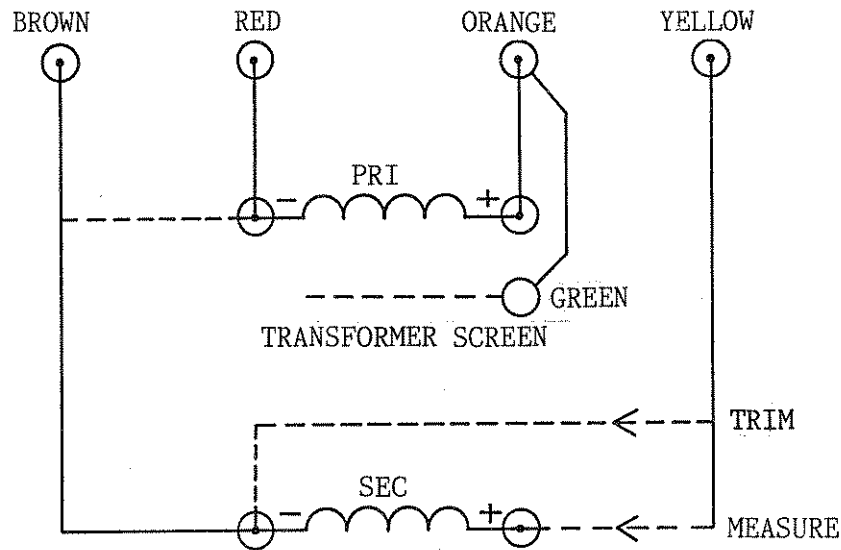 BROWN RED ORANGE YELLOW
PRI
- +
GREEN
TRANSFORMER SCREEN
TRIM
SEC
- +
MEASURE